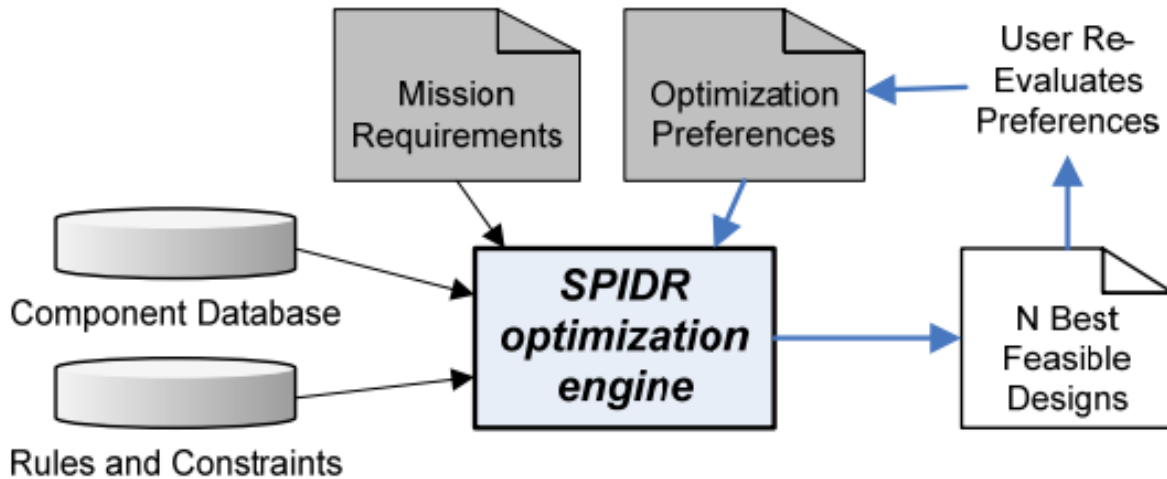 Mission
Requirements
Optimization
Preferences
User Re-
Evaluates
Preferences
Component Database
Rules and Constraints
SPIDR
optimization
engine
N Best
Feasible
Designs